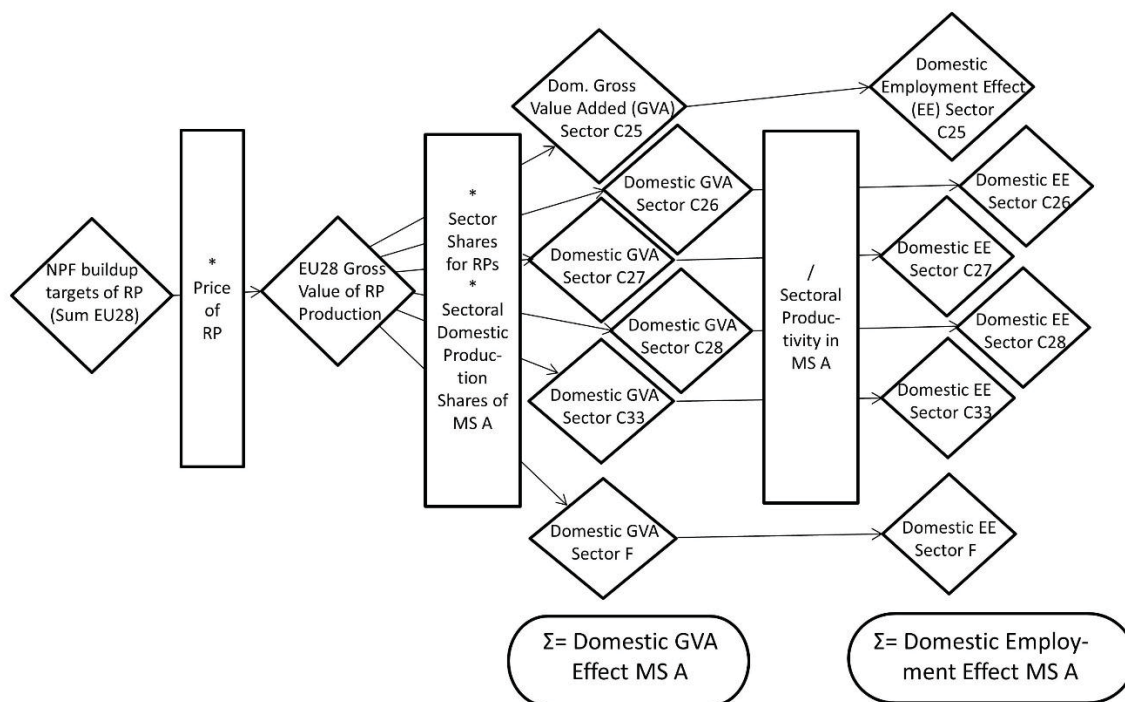 NPF buildup
targets of RP
(Sum EU28)
*
Price
of
RP
EU28 Gross
Value of RP
Production
*
Sector
Shares
for RPs
*
Sectoral
Domestic
Produc-
tion
Shares of
MS A
Dom. Gross
Value Added (GVA)
Sector C25
Domestic GVA
Sector C26
Domestic GVA
Sector C27
Domestic GVA
Sector C28
Domestic GVA
Sector C33
Domestic GVA
Sector F
/
Sectoral
Produc-
tivity in
MS A
Domestic
Employment Effect
(EE) Sector
C25
Domestic EE
Sector C26
Domestic EE
Sector C27
Domestic EE
Sector C28
Domestic EE
Sector C33
Domestic EE
Sector F
Σ= Domestic GVA
Effect MS A
Σ= Domestic Employ-
ment Effect MS A